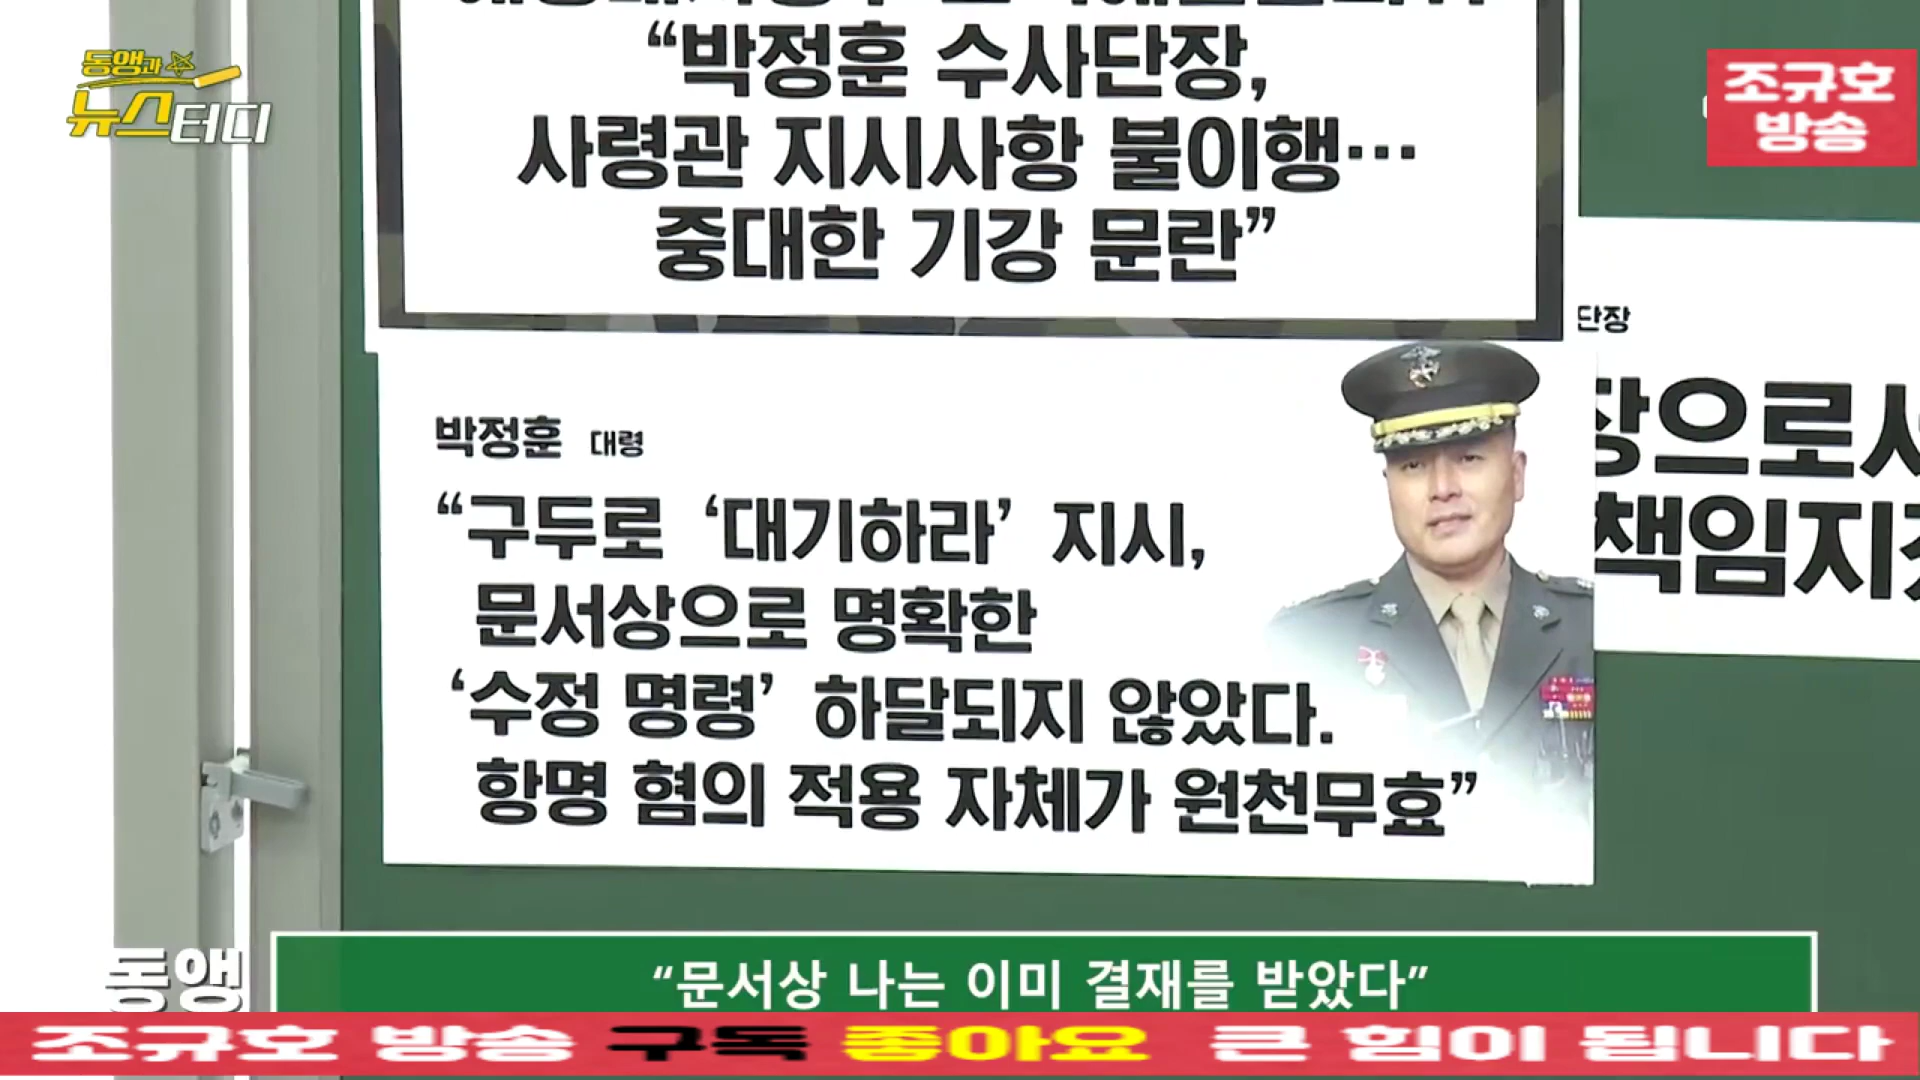 동앵과
뉴스터디
조규호
방송
“박정훈 수사단장,
사령관 지시사항 불이행…
중대한 기강 문란”
단장
장으로서
책임지
박정훈 대령
“구두로 ‘대기하라’ 지시,
문서상으로 명확한
‘수정 명령’ 하달되지 않았다.
항명 혐의 적용 자체가 원천무효”
동앵
“문서상 나는 이미 결재를 받았다”
조규호 방송 구독 좋아요 큰 힘이 됩니다